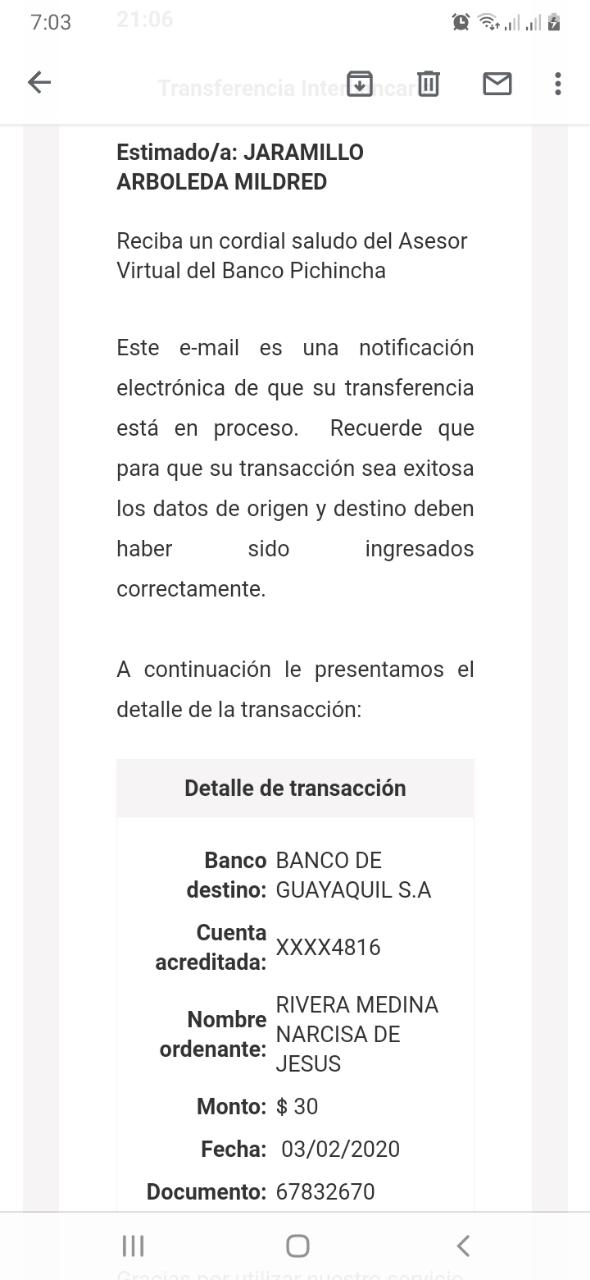 7:03
21:06
Transferencia
Estimado/a: JARAMILLO
ARBOLEDA MILDRED
Reciba un cordial saludo del Asesor
Virtual del Banco Pichincha
Este e-mail es una notificación
electrónica de que su transferencia
está en proceso. Recuerde que
para que su transacción sea exitosa
los datos de origen y destino deben
haber sido ingresados
correctamente.
A continuación le presentamos el
detalle de la transacción:
Detalle de transacción
Banco destino: BANCO DE
GUAYAQUIL S.A
Cuenta acreditada: XXXX4816
Nombre ordenante: RIVERA MEDINA
NARCISA DE
JESUS
Monto: $ 30
Fecha: 03/02/2020
Documento: 67832670
Gracias por utilizar nuestro servicio